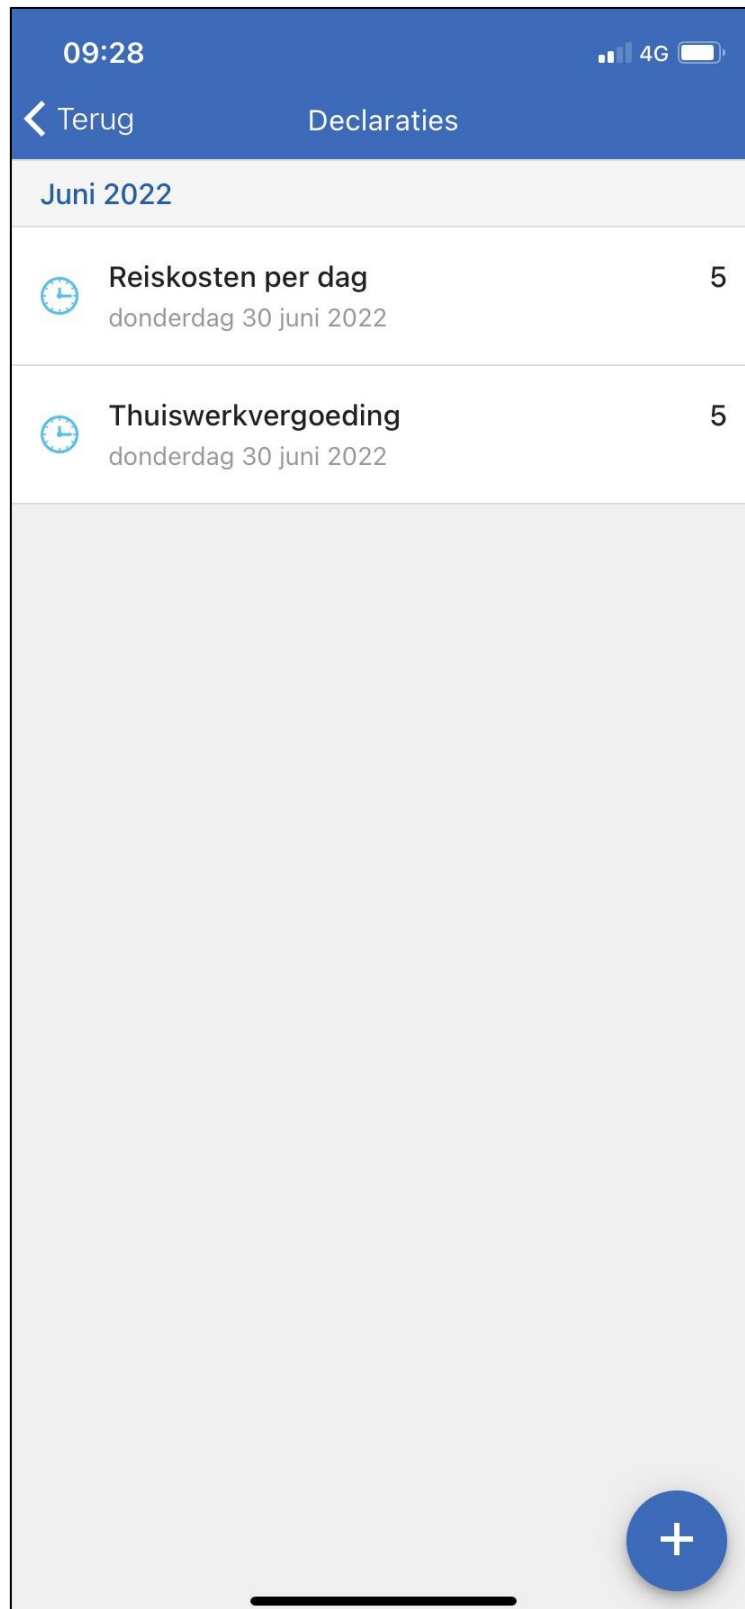 09:28 4G
Terug Declaraties
Juni 2022
Reiskosten per dag 5
donderdag 30 juni 2022
Thuiswerkvergoeding 5
donderdag 30 juni 2022
+